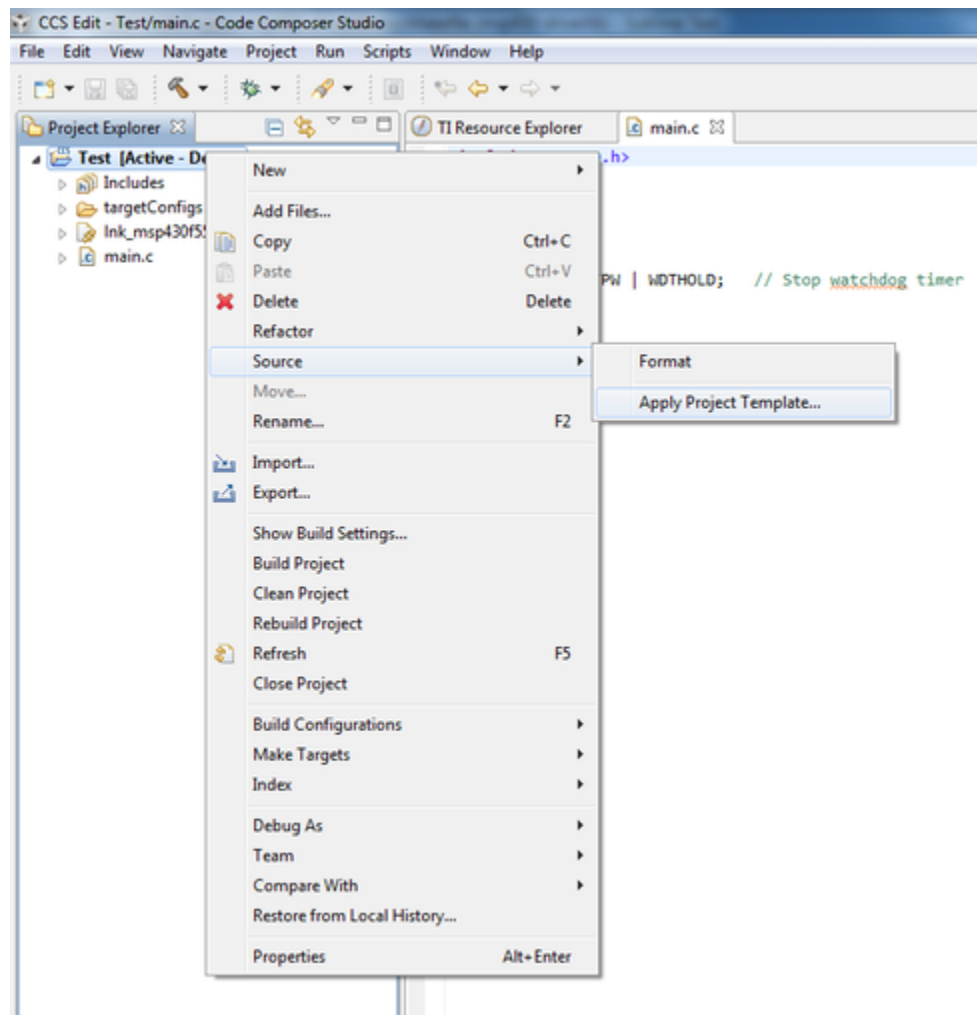 CCS Edit - Test/main.c - Code Composer Studio
File Edit View Navigate Project Run Scripts Window Help
Project Explorer
TI Resource Explorer
main.c
Test [Active - De
.h>
Includes
targetConfigs
lnk_msp430f55
main.c
PW | WDTHOLD; // Stop watchdog timer
New
Add Files...
Copy Ctrl+C
Paste Ctrl+V
Delete Delete
Refactor
Source
Move...
Rename... F2
Import...
Export...
Show Build Settings...
Build Project
Clean Project
Rebuild Project
Refresh F5
Close Project
Build Configurations
Make Targets
Index
Debug As
Team
Compare With
Restore from Local History...
Properties Alt+Enter
Format
Apply Project Template...